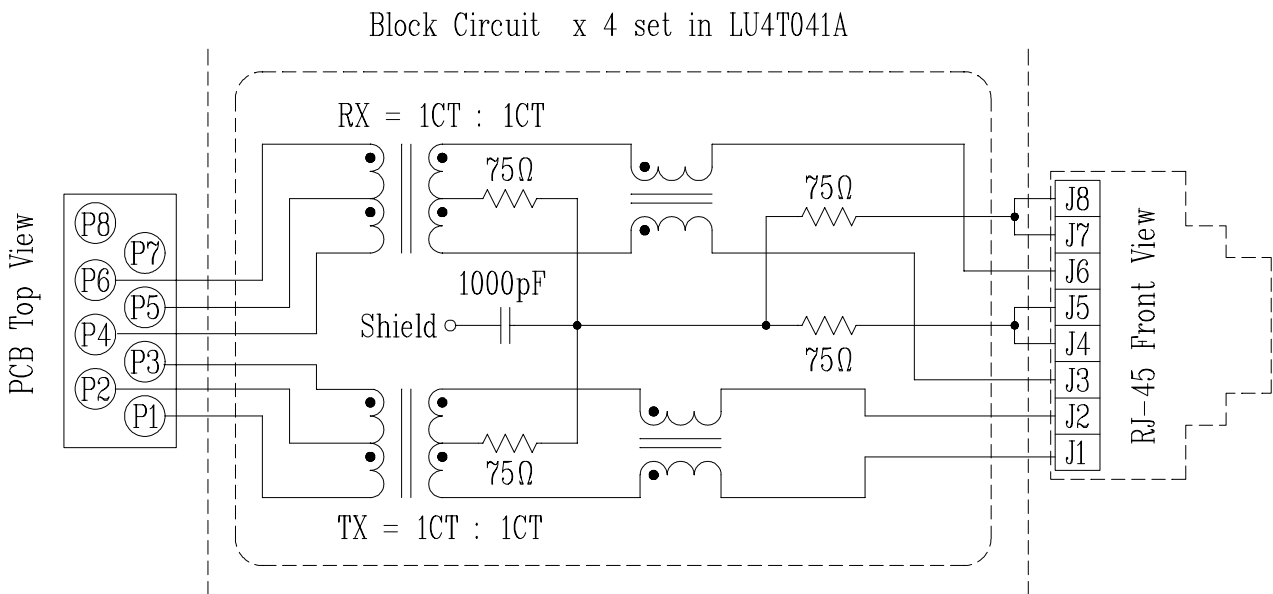 Block Circuit x 4 set in LU4T041A
RX = 1CT : 1CT
75Ω
75Ω
1000pF
Shield
75Ω
75Ω
TX = 1CT : 1CT
PCB Top View
P8
P7
P6
P5
P4
P3
P2
P1
J8
J7
J6
J5
J4
J3
J2
J1
RJ-45 Front View